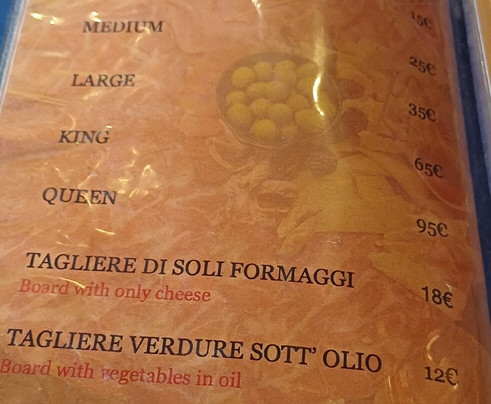 15€
MEDIUM 25€
LARGE 35€
KING 65€
QUEEN 95€
TAGLIERE DI SOLI FORMAGGI 18€
Board with only cheese
TAGLIERE VERDURE SOTT' OLIO 12€
Board with vegetables in oil